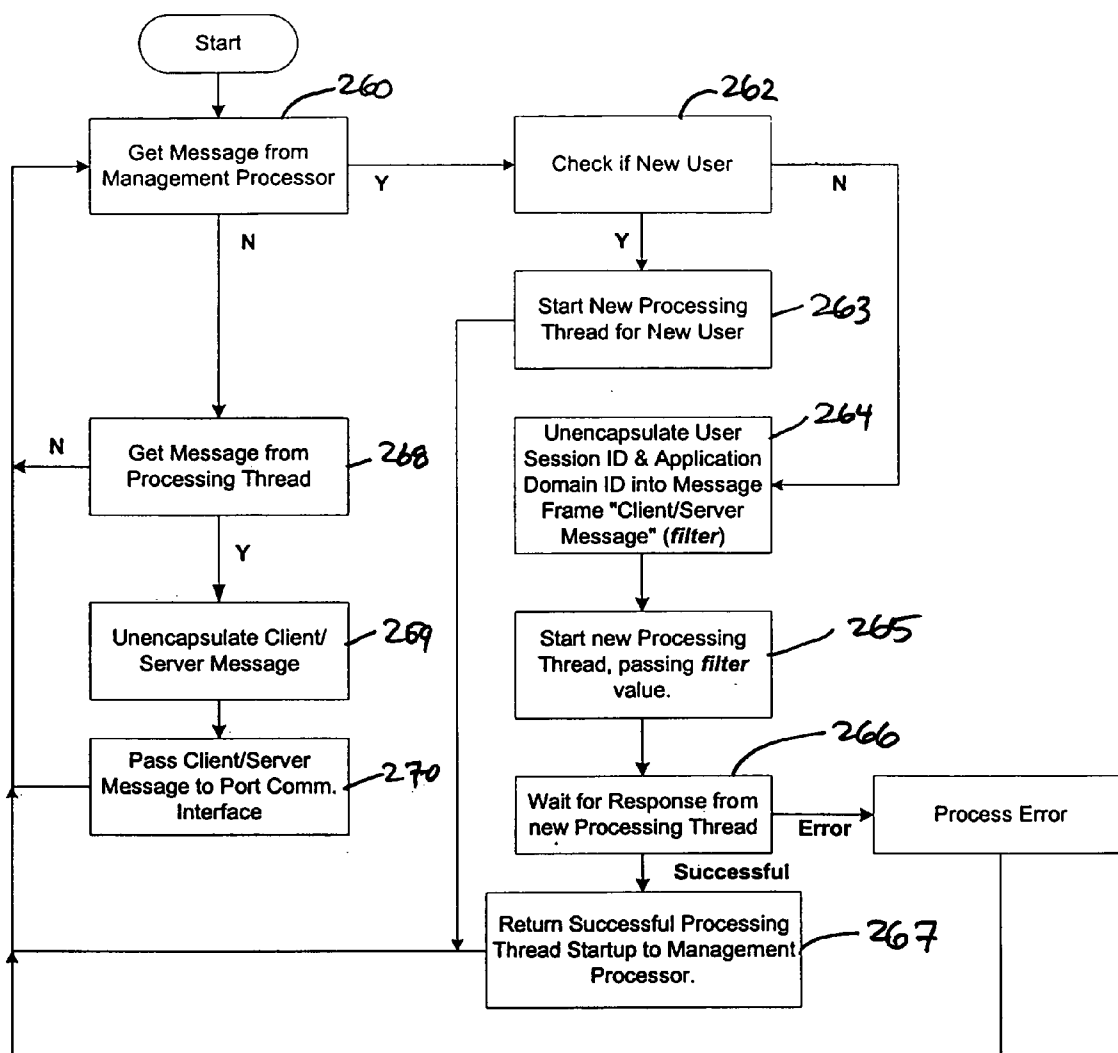 Start
260
Get Message from
Management Processor
Y
N
262
Check if New User
N
Y
263
Start New Processing
Thread for New User
264
Unencapsulate User
Session ID & Application
Domain ID into Message
Frame "Client/Server
Message" (filter)
N
Get Message from
Processing Thread
268
Y
Unencapsulate Client/
Server Message
269
265
Start new Processing
Thread, passing filter
value.
Pass Client/Server
Message to Port Comm.
Interface
270
266
Wait for Response from
new Processing Thread
Error
Process Error
Successful
Return Successful Processing
Thread Startup to Management
Processor.
267